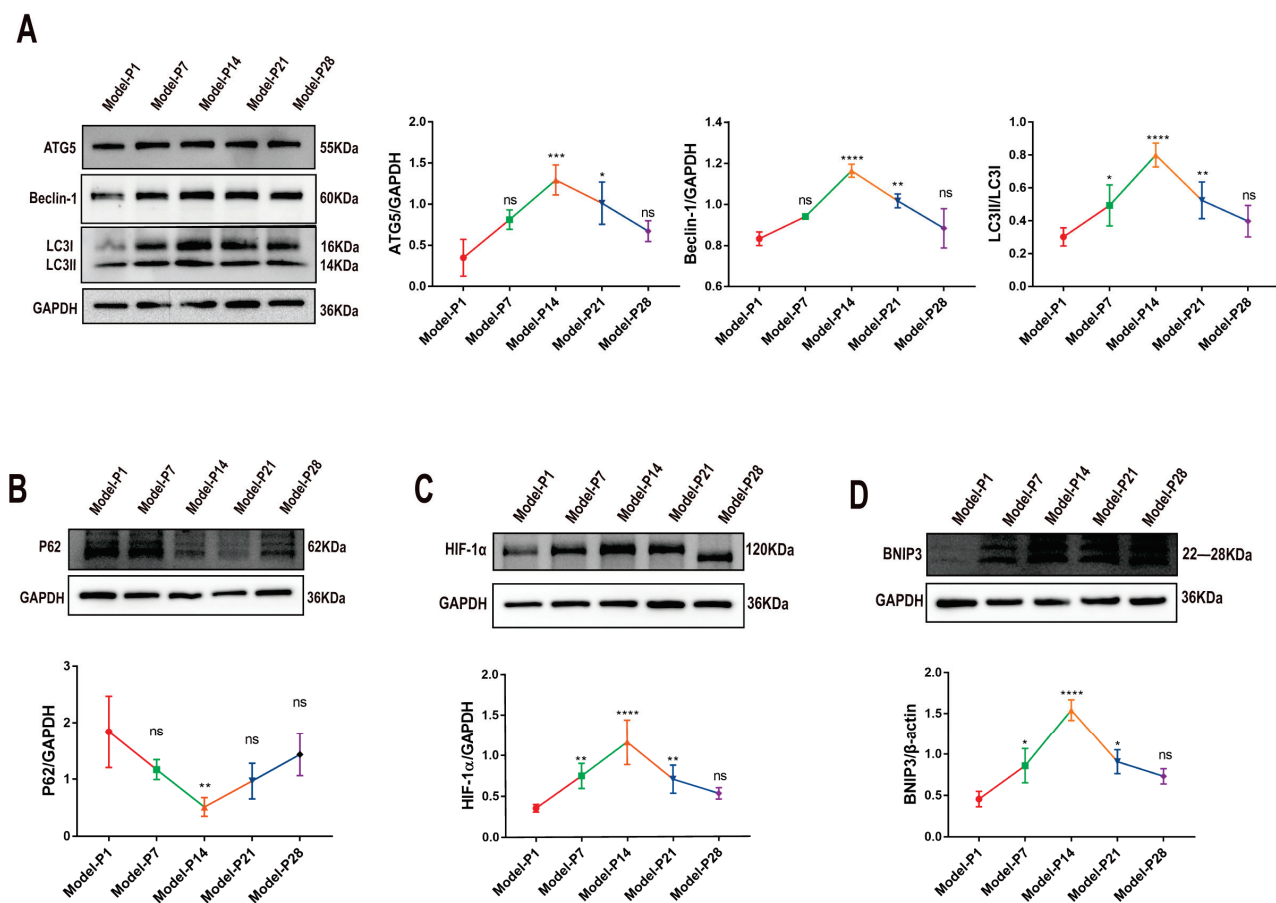 A
Model-P1 Model-P7 Model-P14 Model-P21 Model-P28
ATG5 55KDa
Beclin-1 60KDa
LC3I 16KDa
LC3II 14KDa
GAPDH 36KDa
ATG5/GAPDH
2.0
1.5
1.0
0.5
0.0
ns *** * ns
Model-P1 Model-P7 Model-P14 Model-P21 Model-P28
Beclin-1/GAPDH
1.4
1.2
1.0
0.8
0.6
ns **** ** ns
Model-P1 Model-P7 Model-P14 Model-P21 Model-P28
LC3II/LC3I
1.0
0.8
0.6
0.4
0.2
0.0
* **** ** ns
Model-P1 Model-P7 Model-P14 Model-P21 Model-P28
B
Model-P1 Model-P7 Model-P14 Model-P21 Model-P28
P62 62KDa
GAPDH 36KDa
P62/GAPDH
3
2
1
0
ns ** ns ns
Model-P1 Model-P7 Model-P14 Model-P21 Model-P28
C
Model-P1 Model-P7 Model-P14 Model-P21 Model-P28
HIF-1α 120KDa
GAPDH 36KDa
HIF-1α/GAPDH
2.0
1.5
1.0
0.5
0.0
** **** ** ns
Model-P1 Model-P7 Model-P14 Model-P21 Model-P28
D
Model-P1 Model-P7 Model-P14 Model-P21 Model-P28
BNIP3 22—28KDa
GAPDH 36KDa
BNIP3/β-actin
2.0
1.5
1.0
0.5
0.0
* **** * ns
Model-P1 Model-P7 Model-P14 Model-P21 Model-P28